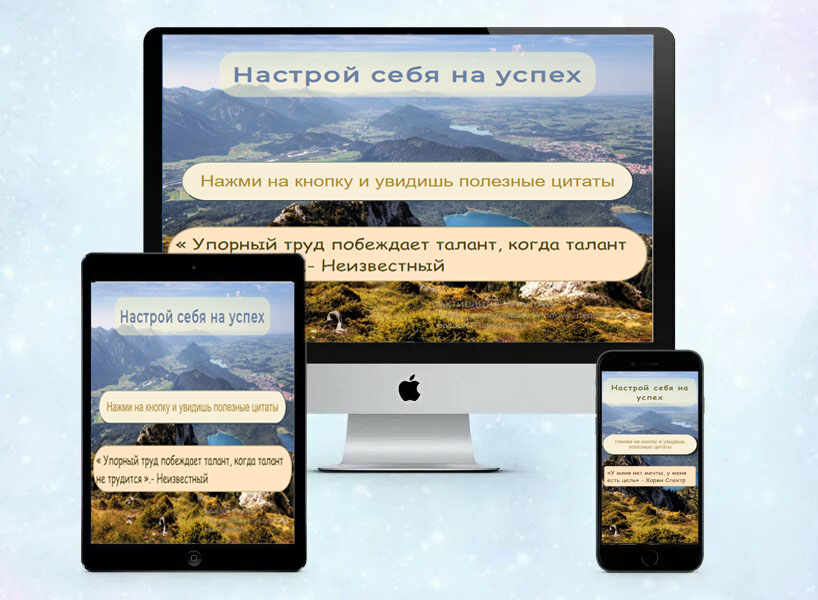 Настрой себя на успех
Нажми на кнопку и увидишь полезные цитаты
« Упорный труд побеждает талант, когда талант
.- Неизвестный
Настрой себя на успех
Нажми на кнопку и увидишь полезные цитаты
« Упорный труд побеждает талант, когда талант
не трудится ».- Неизвестный
Настрой себя на
успех
Нажми на кнопку и увидишь
полезные цитаты
«У меня нет мечты, у меня
есть цель» - Харви Спектр